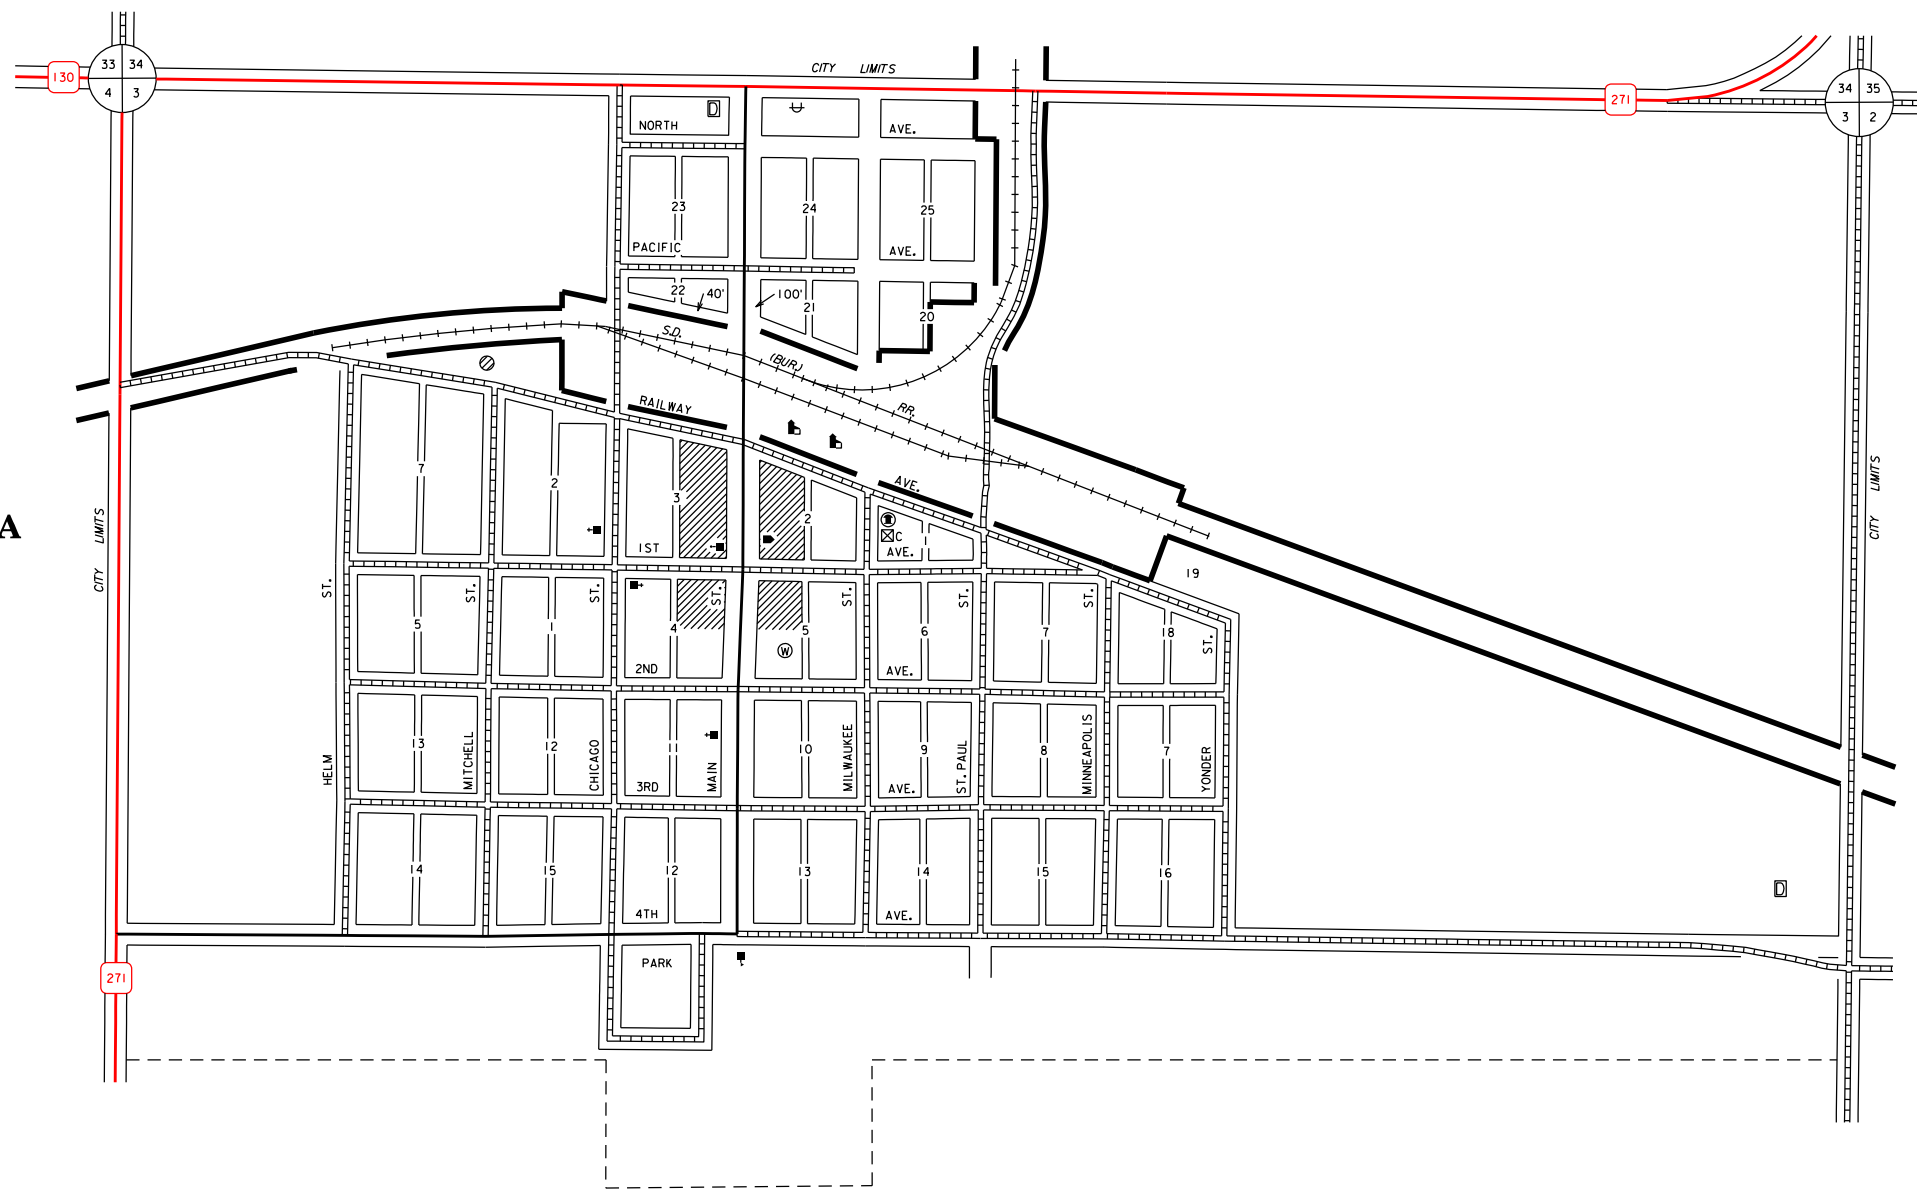 33 34
4 3
130
CITY LIMITS
271
34 35
3 2
NORTH AVE.
23
24
25
PACIFIC AVE.
22
40'
100'
21
20
S.D.
(BUR.)
RR.
RAILWAY AVE.
7
2
3
2
1
C
1ST AVE.
19
A
CITY LIMITS
CITY LIMITS
ST.
ST.
ST.
ST.
ST.
ST.
ST.
ST.
5
1
4
5
6
7
18
W
2ND AVE.
13
12
11
10
9
8
7
HELM
MITCHELL
CHICAGO
MAIN
MILWAUKEE
ST. PAUL
MINNEAPOLIS
YONDER
3RD AVE.
14
15
12
13
14
15
16
D
D
4TH AVE.
PARK
271